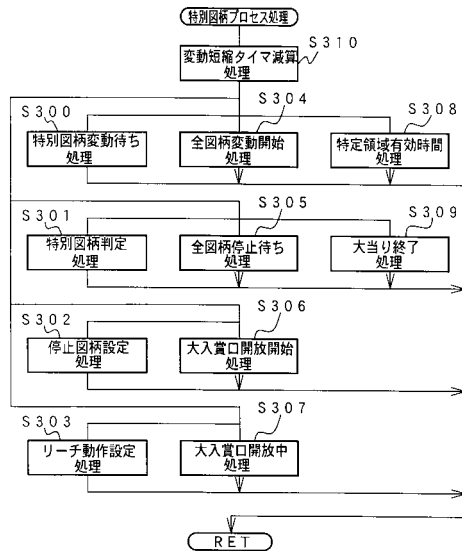 特別図柄プロセス処理
S310
変動短縮タイマ減算
処理
S300
特別図柄変動待ち
処理
S304
全図柄変動開始
処理
S308
特定領域有効時間
処理
S301
特別図柄判定
処理
S305
全図柄停止待ち
処理
S309
大当り終了
処理
S302
停止図柄設定
処理
S306
大入賞口開放開始
処理
S303
リーチ動作設定
処理
S307
大入賞口開放中
処理
RET